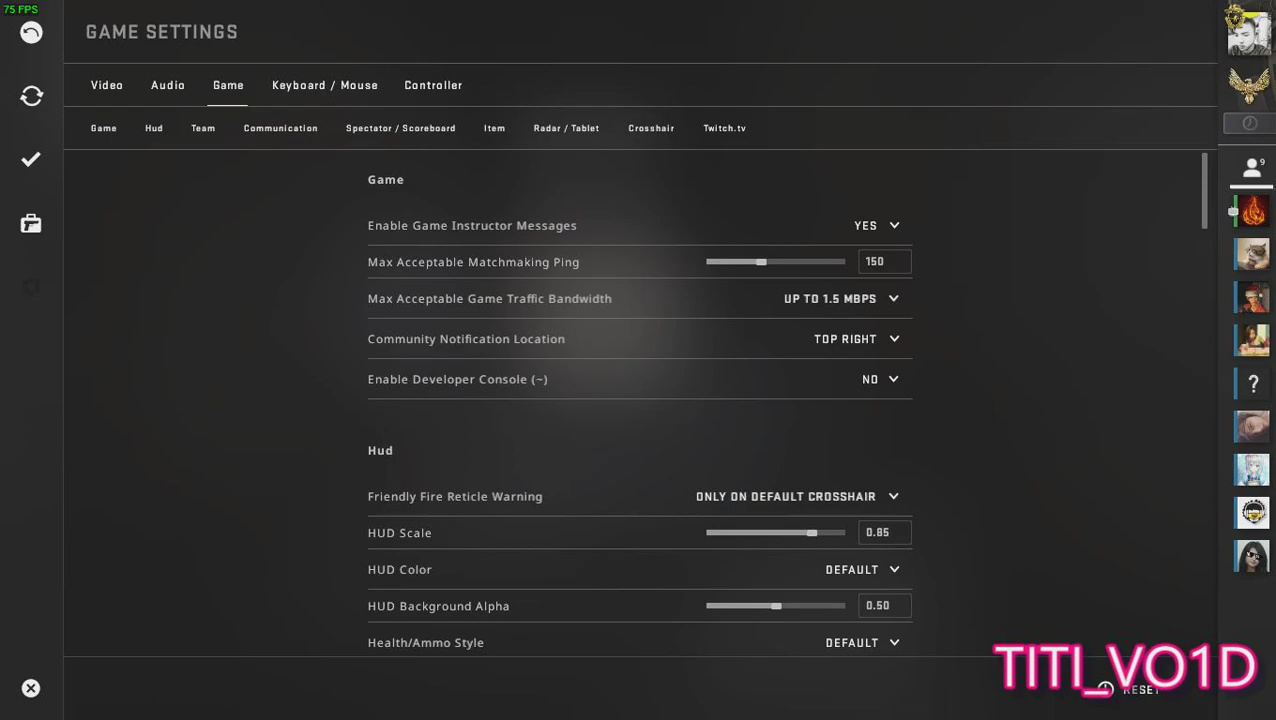 75 FPS
GAME SETTINGS
Video Audio Game Keyboard / Mouse Controller
Game Hud Team Communication Spectator / Scoreboard Item Radar / Tablet Crosshair Twitch.tv
Game
Enable Game Instructor Messages YES
Max Acceptable Matchmaking Ping 150
Max Acceptable Game Traffic Bandwidth UP TO 1.5 MBPS
Community Notification Location TOP RIGHT
Enable Developer Console (~) NO
Hud
Friendly Fire Reticle Warning ONLY ON DEFAULT CROSSHAIR
HUD Scale 0.85
HUD Color DEFAULT
HUD Background Alpha 0.50
Health/Ammo Style DEFAULT
9
?
TITI_VO1D
RESET